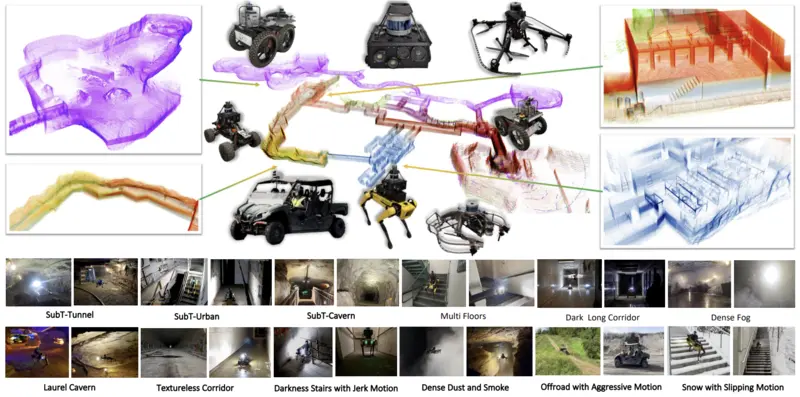 SubT-Tunnel
SubT-Urban
SubT-Cavern
Multi Floors
Dark Long Corridor
Dense Fog
Laurel Cavern
Textureless Corridor
Darkness Stairs with Jerk Motion
Dense Dust and Smoke
Offroad with Aggressive Motion
Snow with Slipping Motion